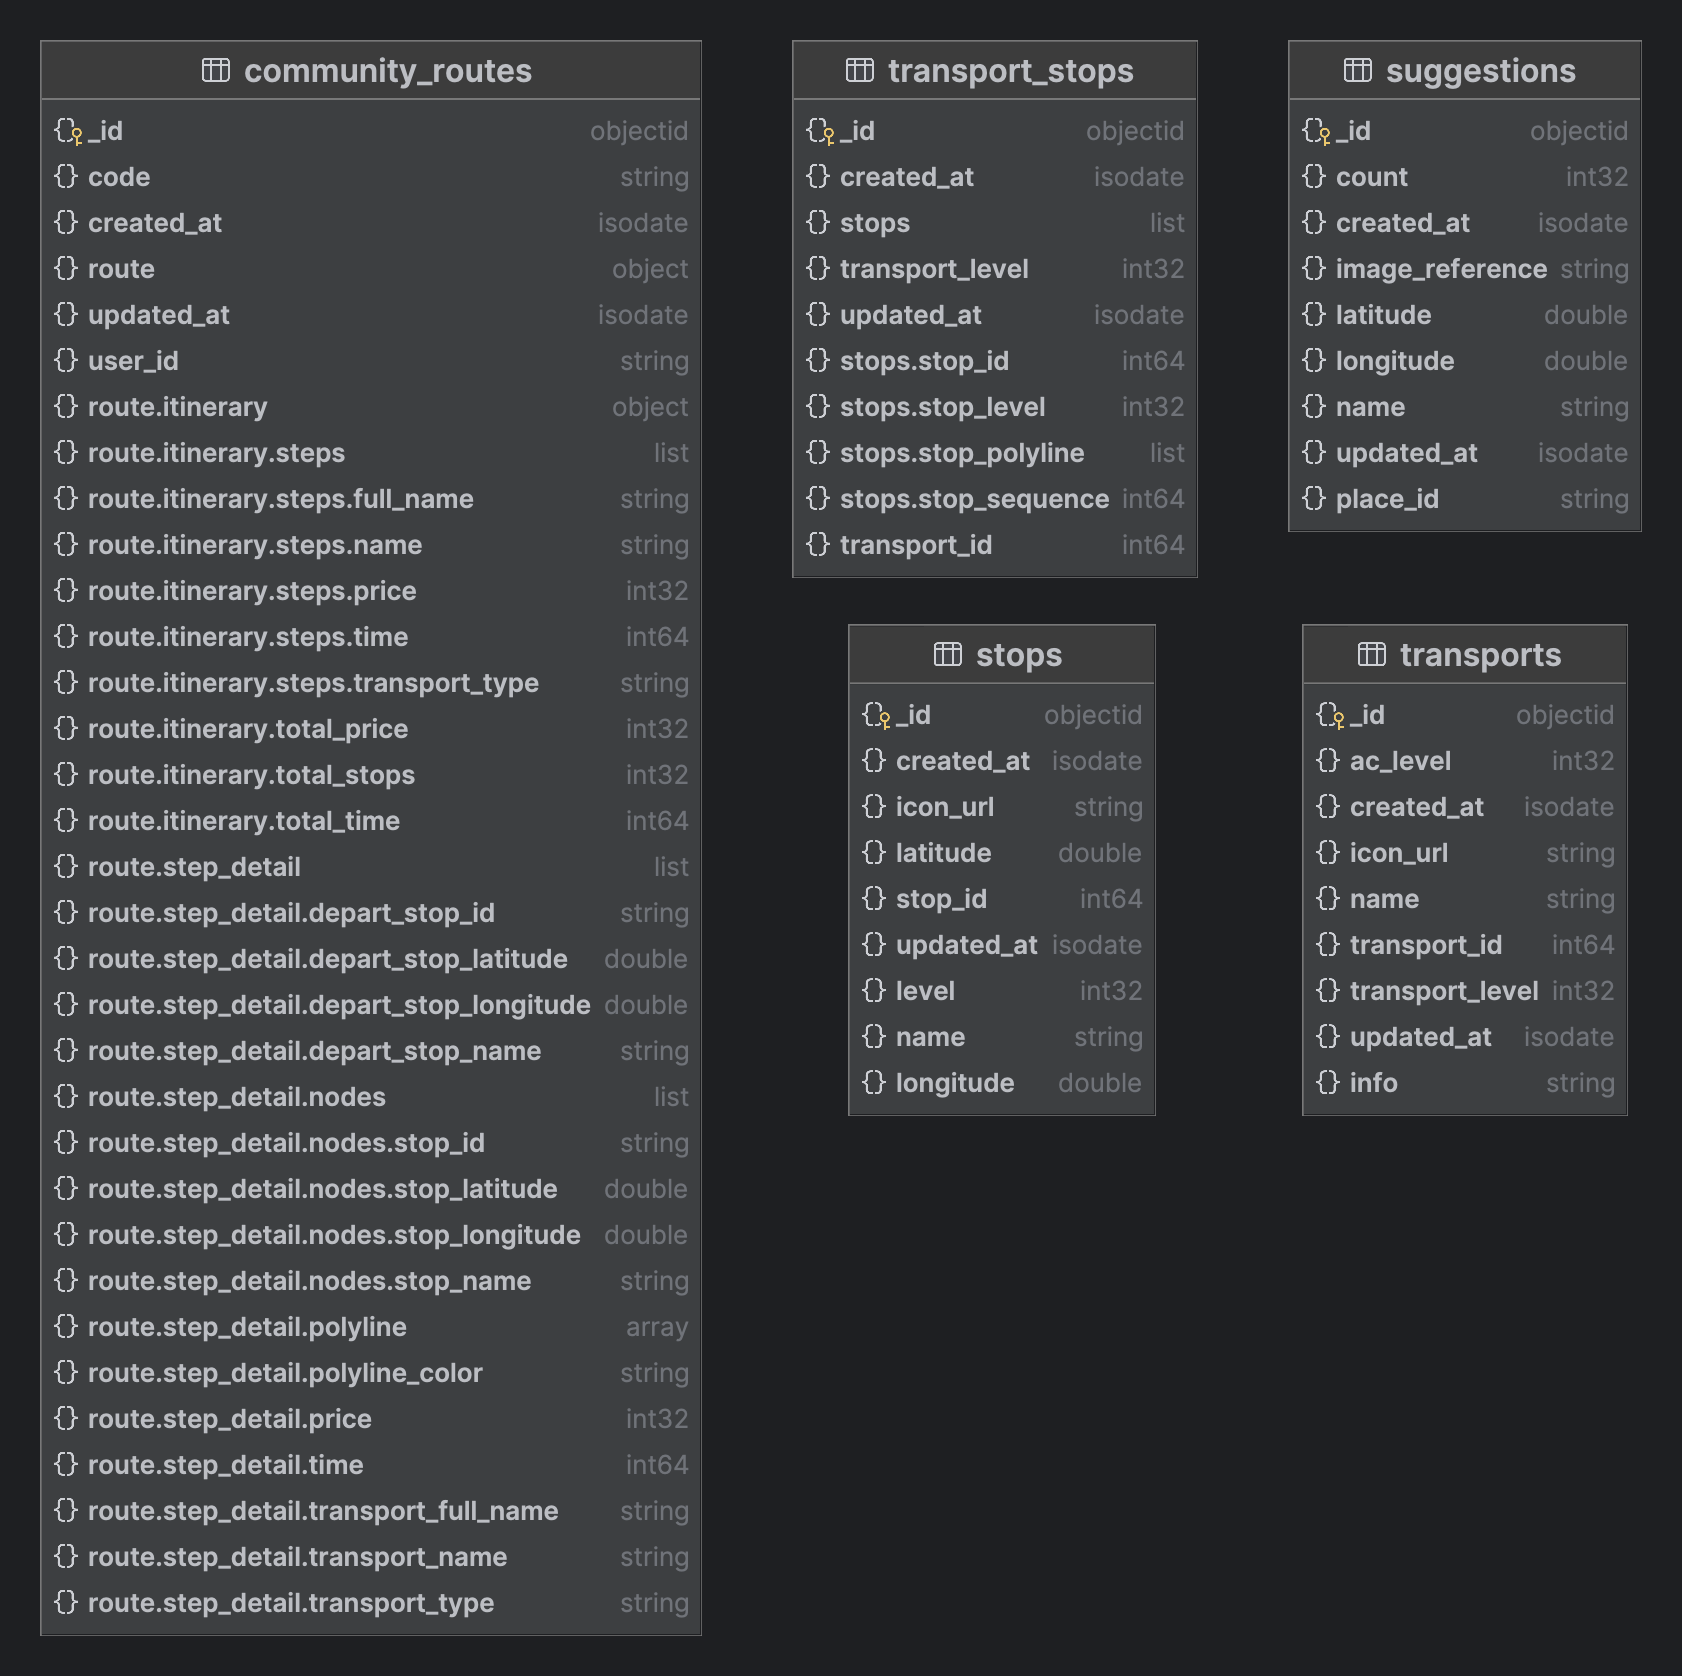 community_routes
_id objectid
code string
created_at isodate
route object
updated_at isodate
user_id string
route.itinerary object
route.itinerary.steps list
route.itinerary.steps.full_name string
route.itinerary.steps.name string
route.itinerary.steps.price int32
route.itinerary.steps.time int64
route.itinerary.steps.transport_type string
route.itinerary.total_price int32
route.itinerary.total_stops int32
route.itinerary.total_time int64
route.step_detail list
route.step_detail.depart_stop_id string
route.step_detail.depart_stop_latitude double
route.step_detail.depart_stop_longitude double
route.step_detail.depart_stop_name string
route.step_detail.nodes list
route.step_detail.nodes.stop_id string
route.step_detail.nodes.stop_latitude double
route.step_detail.nodes.stop_longitude double
route.step_detail.nodes.stop_name string
route.step_detail.polyline array
route.step_detail.polyline_color string
route.step_detail.price int32
route.step_detail.time int64
route.step_detail.transport_full_name string
route.step_detail.transport_name string
route.step_detail.transport_type string
transport_stops
_id objectid
created_at isodate
stops list
transport_level int32
updated_at isodate
stops.stop_id int64
stops.stop_level int32
stops.stop_polyline list
stops.stop_sequence int64
transport_id int64
suggestions
_id objectid
count int32
created_at isodate
image_reference string
latitude double
longitude double
name string
updated_at isodate
place_id string
stops
_id objectid
created_at isodate
icon_url string
latitude double
stop_id int64
updated_at isodate
level int32
name string
longitude double
transports
_id objectid
ac_level int32
created_at isodate
icon_url string
name string
transport_id int64
transport_level int32
updated_at isodate
info string